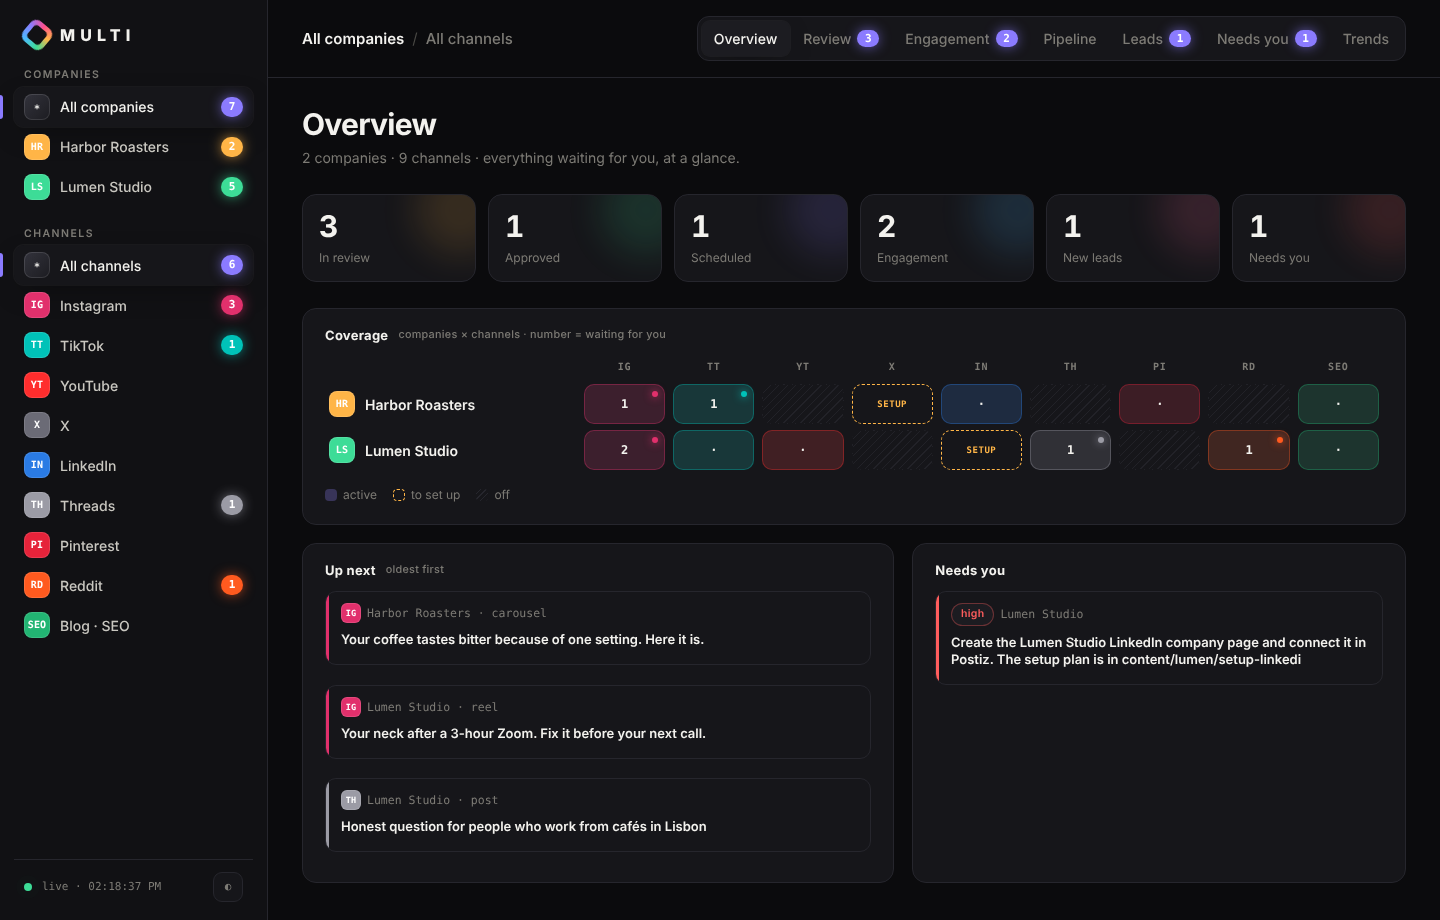 MULTI
COMPANIES
All companies 7
HR Harbor Roasters 2
LS Lumen Studio 5
CHANNELS
All channels 6
IG Instagram 3
TT TikTok 1
YT YouTube
X X
IN LinkedIn
TH Threads 1
PI Pinterest
RD Reddit 1
SEO Blog · SEO
live · 02:18:37 PM
All companies / All channels
Overview Review 3 Engagement 2 Pipeline Leads 1 Needs you 1 Trends
Overview
2 companies · 9 channels · everything waiting for you, at a glance.
3
In review
1
Approved
1
Scheduled
2
Engagement
1
New leads
1
Needs you
Coverage companies × channels · number = waiting for you
IG TT YT X IN TH PI RD SEO
HR Harbor Roasters 1 1 SETUP · · ·
LS Lumen Studio 2 · · SETUP 1 1 ·
active to set up off
Up next oldest first
IG Harbor Roasters · carousel
Your coffee tastes bitter because of one setting. Here it is.
IG Lumen Studio · reel
Your neck after a 3-hour Zoom. Fix it before your next call.
TH Lumen Studio · post
Honest question for people who work from cafés in Lisbon
Needs you
high Lumen Studio
Create the Lumen Studio LinkedIn company page and connect it in
Postiz. The setup plan is in content/lumen/setup-linkedi